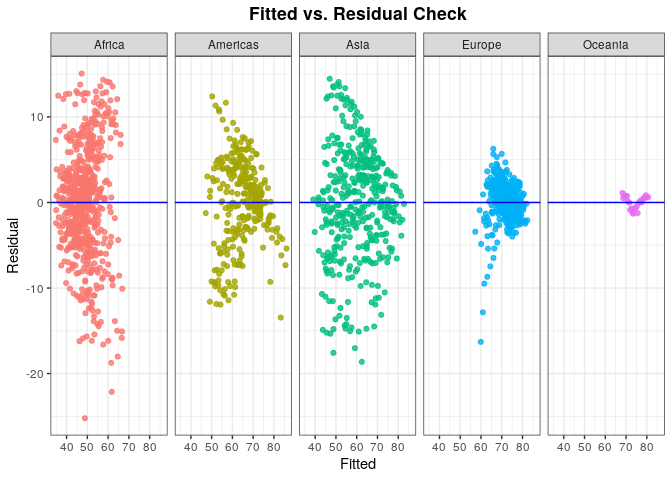 Fitted vs. Residual Check
Africa Americas Asia Europe Oceania
Residual
10
0
-10
-20
40 50 60 70 80 40 50 60 70 80 40 50 60 70 80 40 50 60 70 80 40 50 60 70 80
Fitted